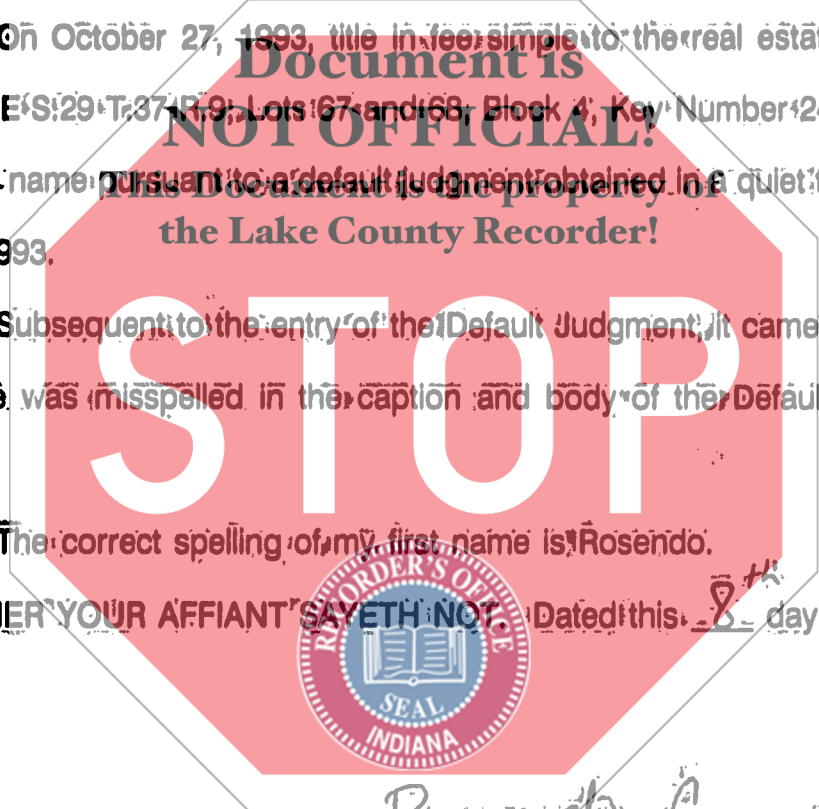 On October 27, 1993, title in fee simple to the real estat
Document is
E S.29 T.37 R.9, Lots 67 and 68, Block 4, Key Number 2
NOT OFFICIAL!
name pursuant to a default judgment obtained in a quiet
This Document is the property of
the Lake County Recorder!
993.
STOP
Subsequent to the entry of the Default Judgment, it came
was misspelled in the caption and body of the Defaul
The correct spelling of my first name is Rosendo.
RECORDER'S OFFICE
ER YOUR AFFIANT SAYETH NOT. Dated this 8th day
SEAL
INDIANA